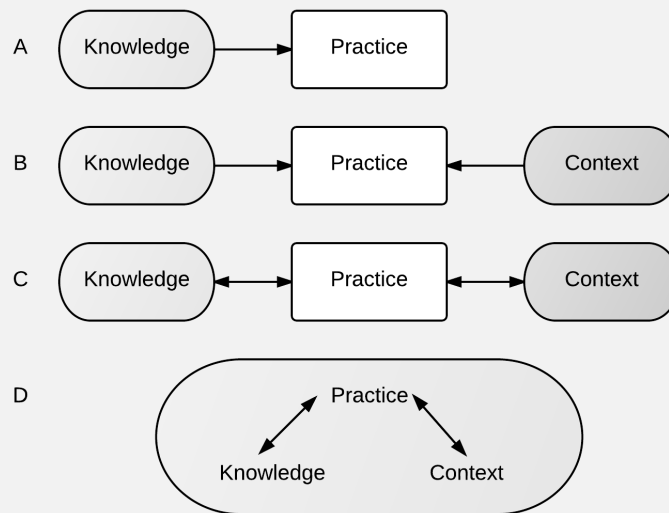 A Knowledge Practice
B Knowledge Practice Context
C Knowledge Practice Context
D Practice
Knowledge Context